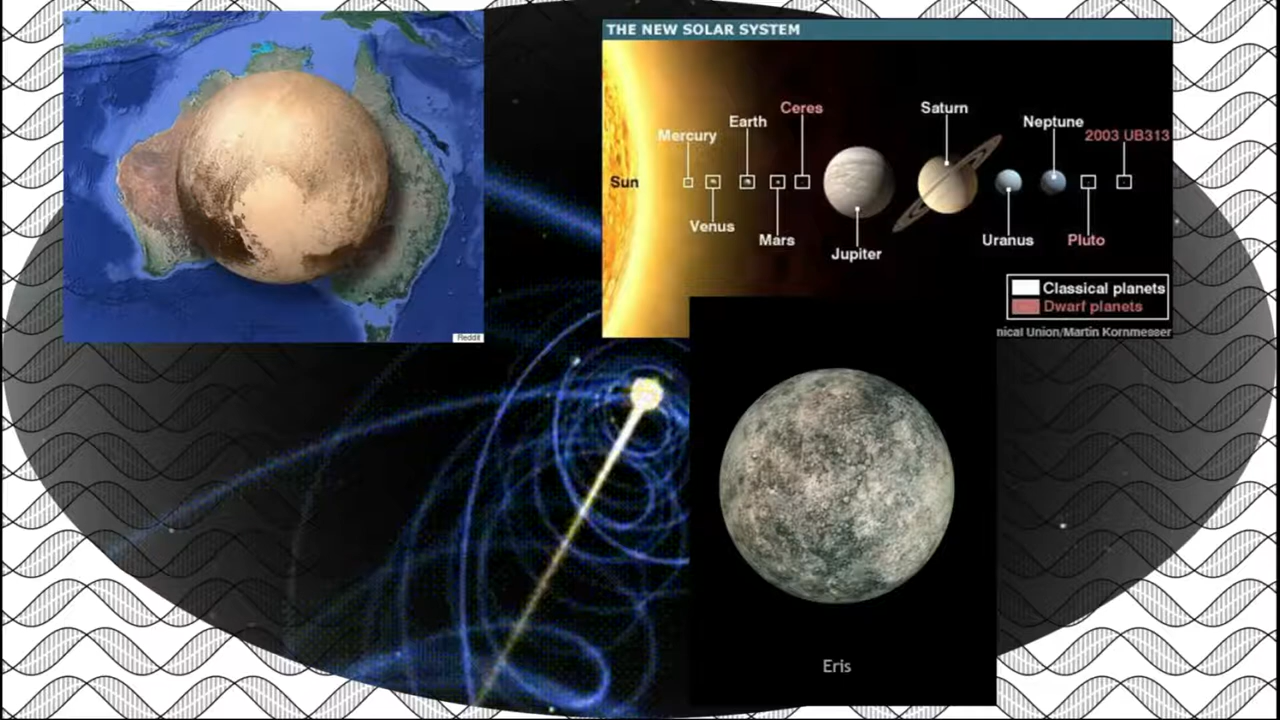 Reddit
THE NEW SOLAR SYSTEM
Ceres
Saturn
Earth
Neptune
Mercury
2003 UB313
Sun
Venus
Mars
Uranus
Pluto
Jupiter
Classical planets
Dwarf planets
nical Union/Martin Kornmesser
Eris